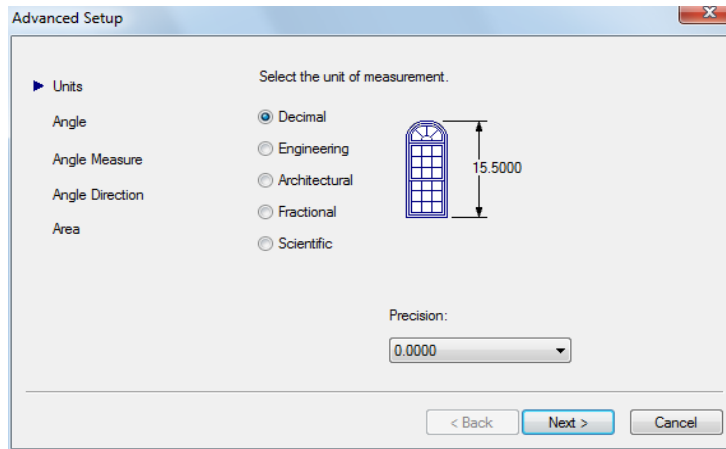 Advanced Setup
Units
Angle
Angle Measure
Angle Direction
Area
Select the unit of measurement.
Decimal
Engineering
Architectural
Fractional
Scientific
15.5000
Precision:
0.0000
< Back
Next >
Cancel